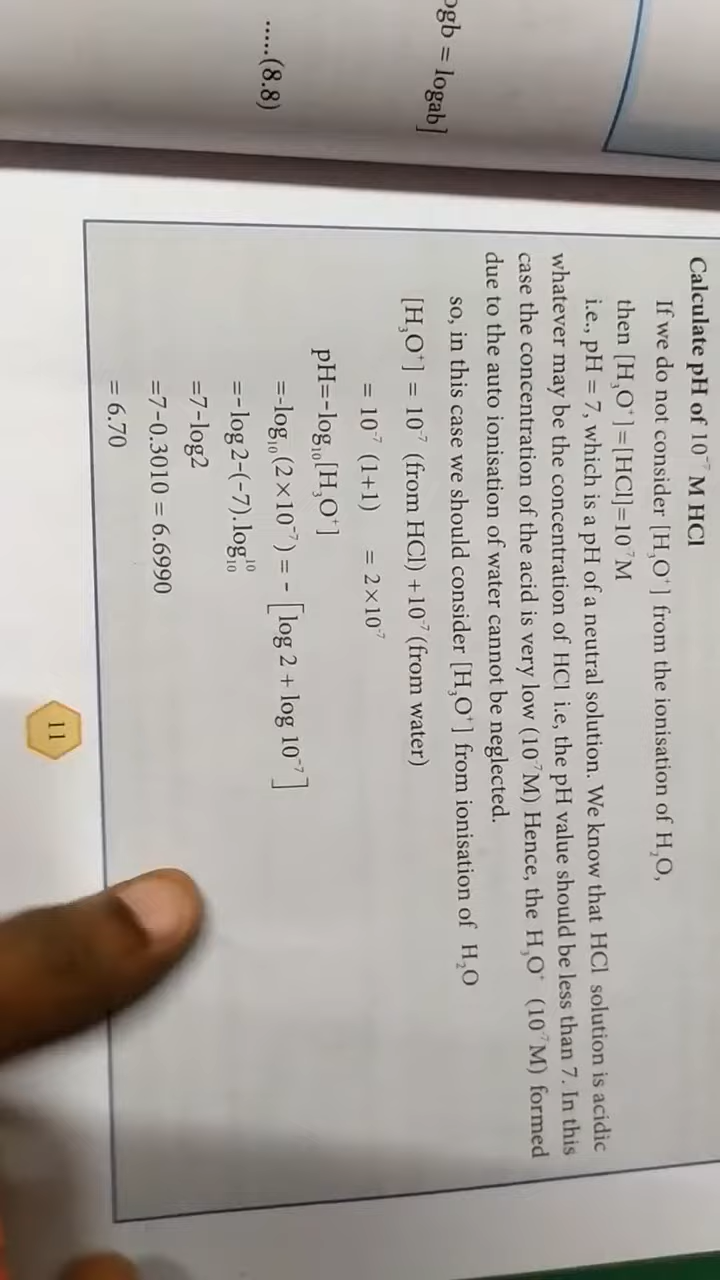 ogb = logab]
.....(8.8)
Calculate pH of 10⁻⁷ M HCl
If we do not consider [H₃O⁺] from the ionisation of H₂O,
then [H₃O⁺]=[HCl]=10⁻⁷M
i.e., pH = 7, which is a pH of a neutral solution. We know that HCl solution is acidic
whatever may be the concentration of HCl i.e, the pH value should be less than 7. In this
case the concentration of the acid is very low (10⁻⁷M) Hence, the H₃O⁺ (10⁻⁷M) formed
due to the auto ionisation of water cannot be neglected.
so, in this case we should consider [H₃O⁺] from ionisation of H₂O
[H₃O⁺] = 10⁻⁷ (from HCl) +10⁻⁷ (from water)
= 10⁻⁷ (1+1) = 2×10⁻⁷
pH=-log₁₀[H₃O⁺]
=-log₁₀(2×10⁻⁷) = - [log 2 + log 10⁻⁷]
=-log 2-(-7).log₁₀¹⁰
=7-log2
=7-0.3010 = 6.6990
= 6.70
11